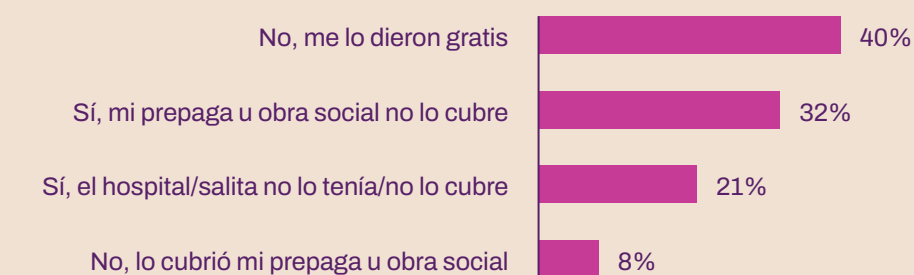 No, me lo dieron gratis 40%
Sí, mi prepaga u obra social no lo cubre 32%
Sí, el hospital/salita no lo tenía/no lo cubre 21%
No, lo cubrió mi prepaga u obra social 8%